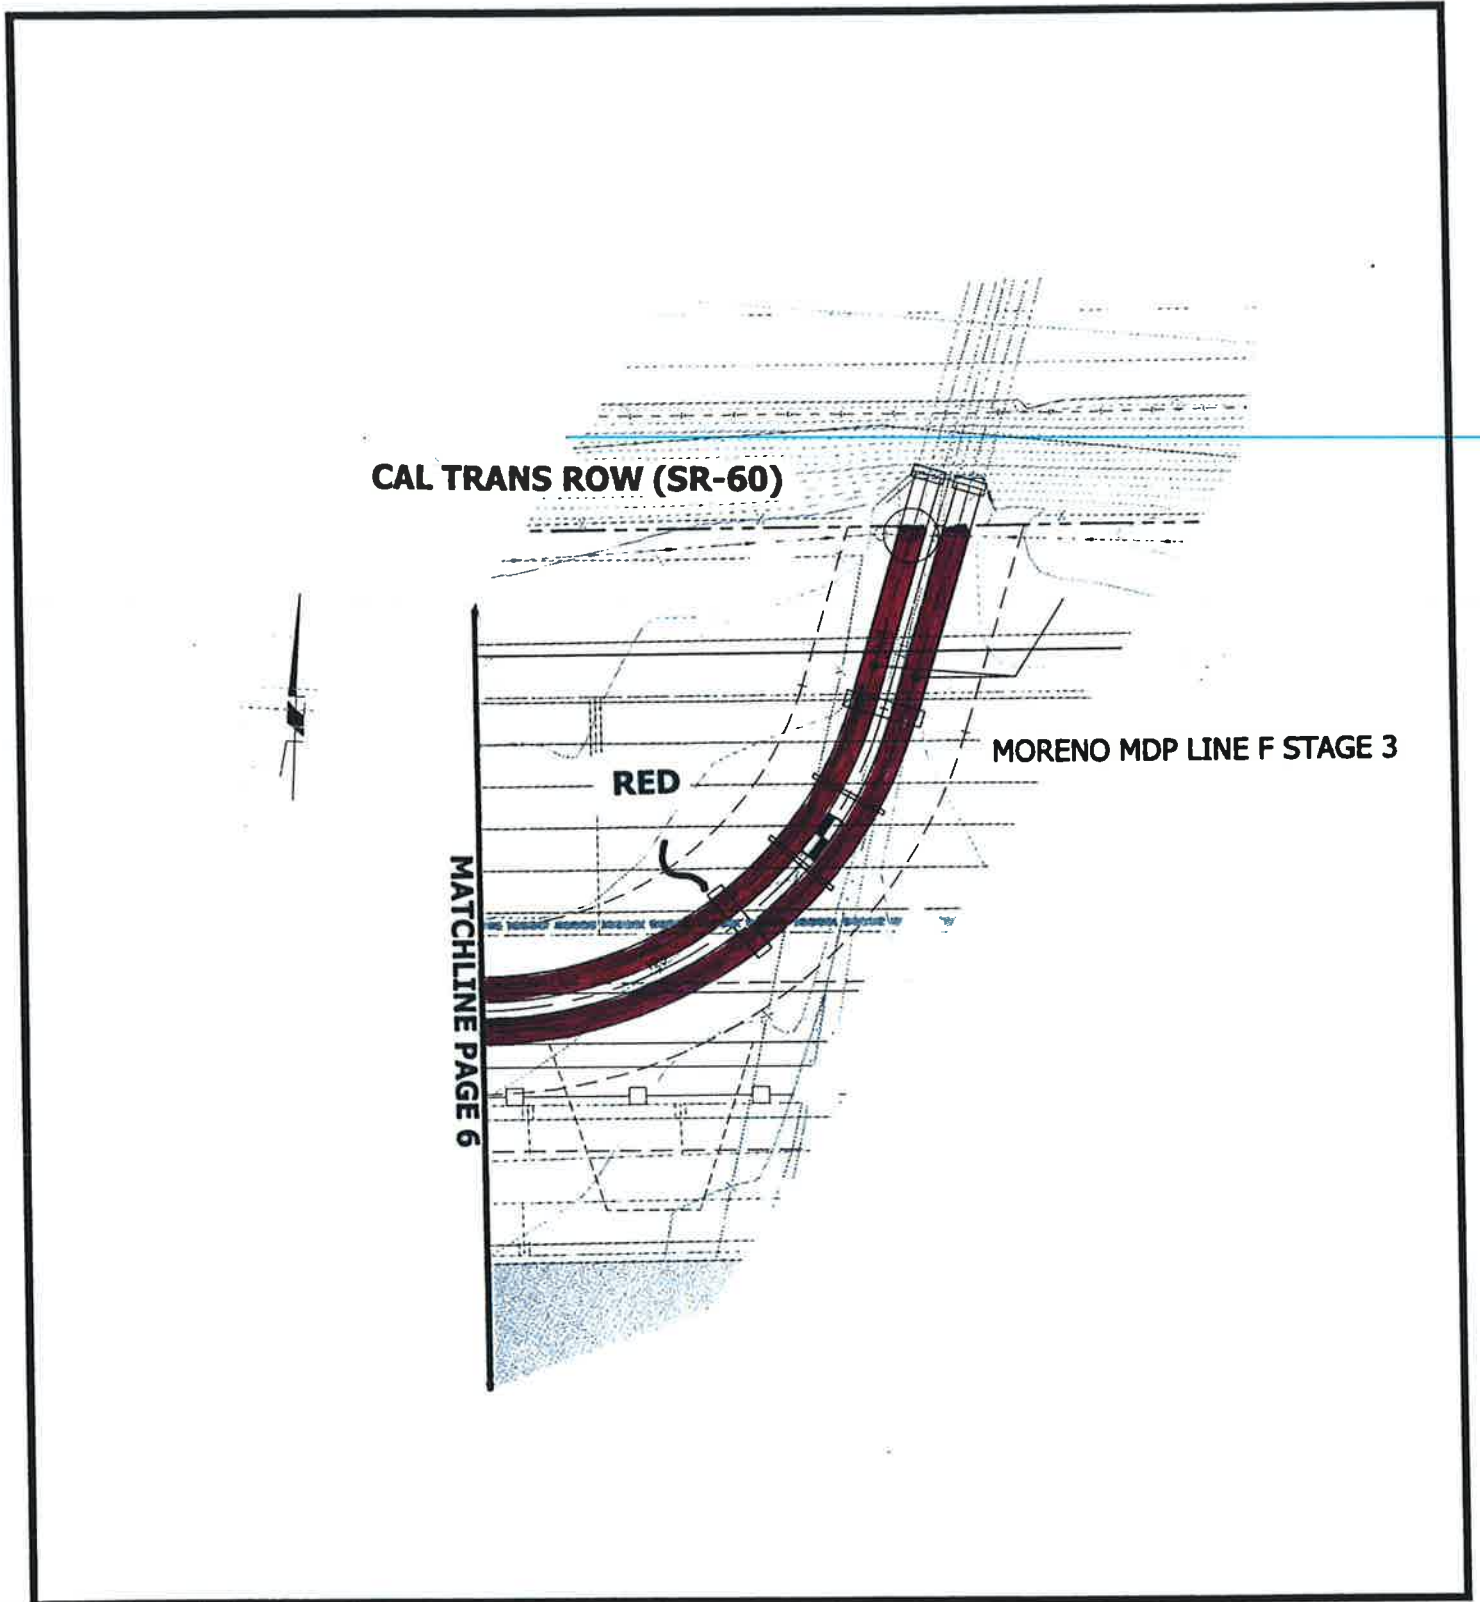 CAL TRANS ROW (SR-60)
MORENO MDP LINE F STAGE 3
RED
MATCHLINE PAGE 6